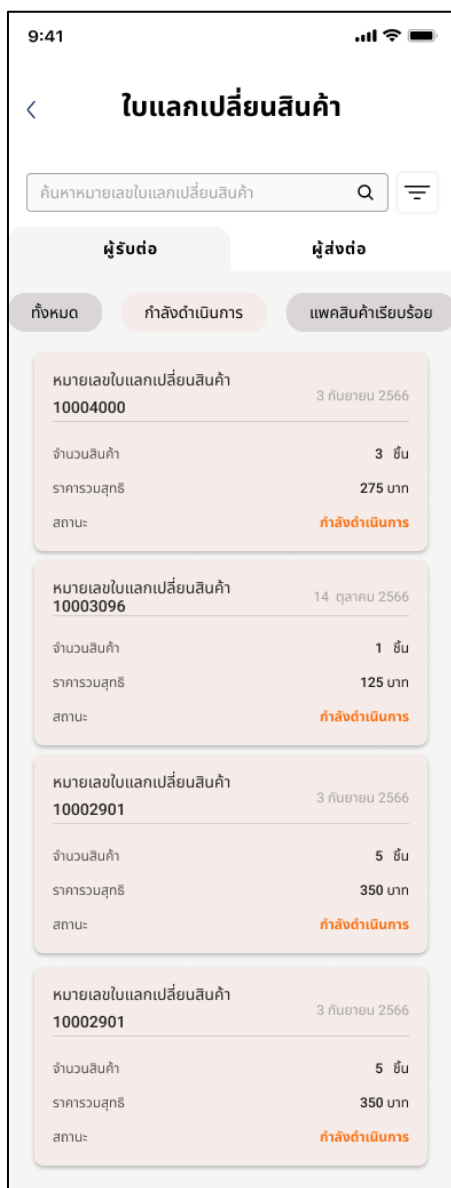 9:41
ใบแลกเปลี่ยนสินค้า
ค้นหาหมายเลขใบแลกเปลี่ยนสินค้า
ผู้รับต่อ ผู้ส่งต่อ
ทั้งหมด กำลังดำเนินการ แพคสินค้าเรียบร้อย
หมายเลขใบแลกเปลี่ยนสินค้า
10004000 3 กันยายน 2566
จำนวนสินค้า 3 ชิ้น
ราคารวมสุทธิ 275 บาท
สถานะ กำลังดำเนินการ
หมายเลขใบแลกเปลี่ยนสินค้า
10003096 14 ตุลาคม 2566
จำนวนสินค้า 1 ชิ้น
ราคารวมสุทธิ 125 บาท
สถานะ กำลังดำเนินการ
หมายเลขใบแลกเปลี่ยนสินค้า
10002901 3 กันยายน 2566
จำนวนสินค้า 5 ชิ้น
ราคารวมสุทธิ 350 บาท
สถานะ กำลังดำเนินการ
หมายเลขใบแลกเปลี่ยนสินค้า
10002901 3 กันยายน 2566
จำนวนสินค้า 5 ชิ้น
ราคารวมสุทธิ 350 บาท
สถานะ กำลังดำเนินการ